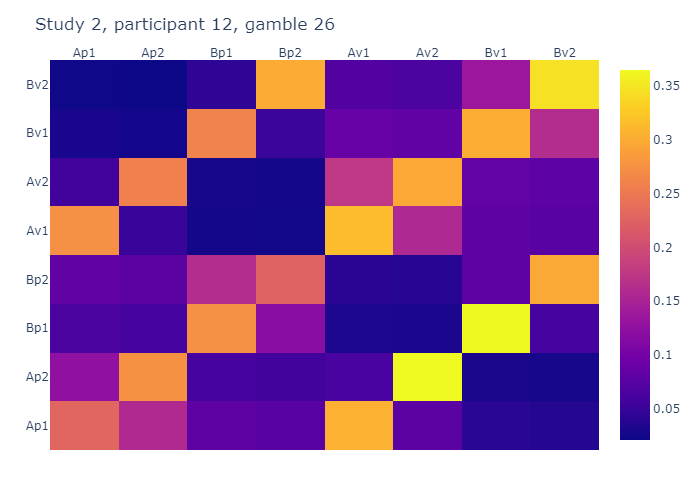 Study 2, participant 12, gamble 26
Ap1 Ap2 Bp1 Bp2 Av1 Av2 Bv1 Bv2
Bv2
Bv1
Av2
Av1
Bp2
Bp1
Ap2
Ap1
0.35
0.3
0.25
0.2
0.15
0.1
0.05